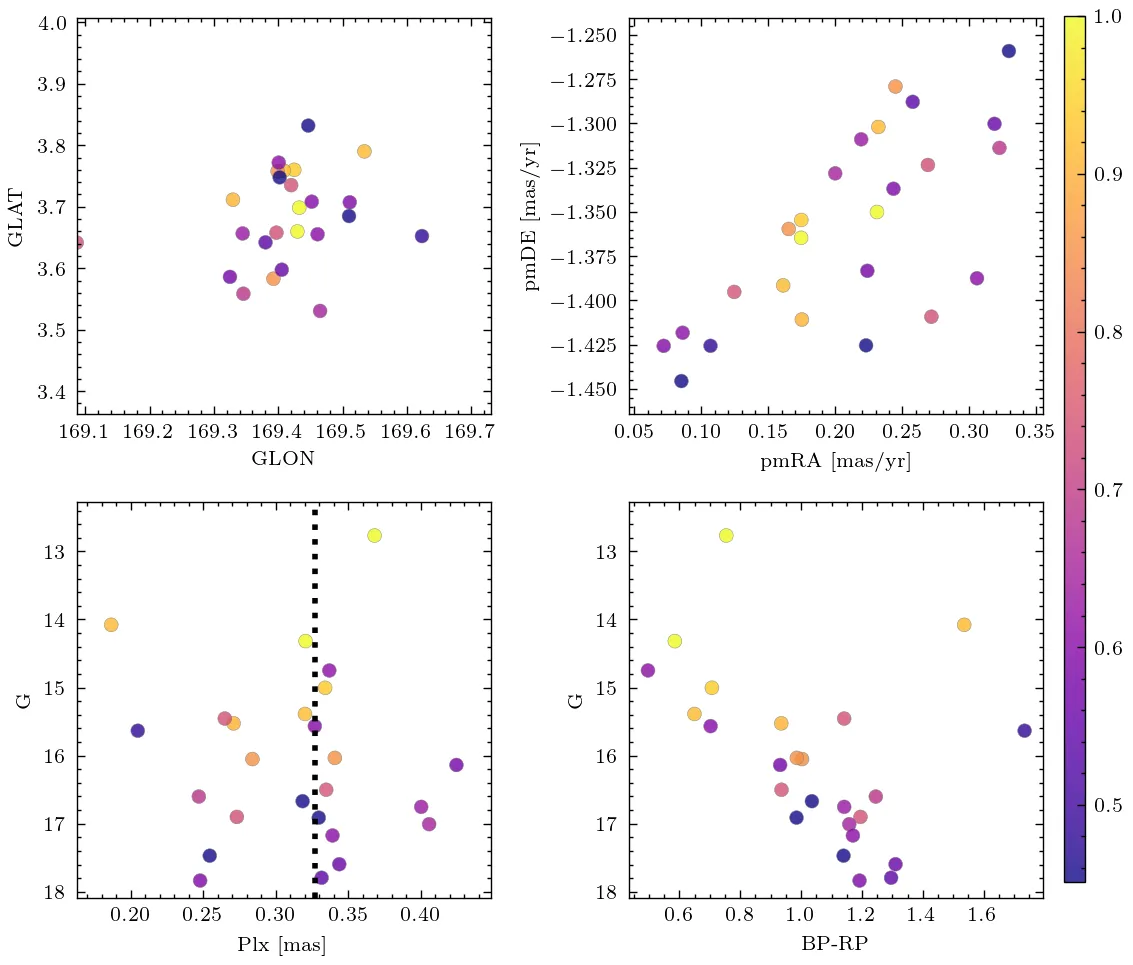 4.0
3.9
3.8
3.7
3.6
3.5
3.4
GLAT
169.1 169.2 169.3 169.4 169.5 169.6 169.7
GLON
−1.250
−1.275
−1.300
−1.325
−1.350
−1.375
−1.400
−1.425
−1.450
pmDE [mas/yr]
0.05 0.10 0.15 0.20 0.25 0.30 0.35
pmRA [mas/yr]
13
14
15
16
17
18
G
0.20 0.25 0.30 0.35 0.40
Plx [mas]
13
14
15
16
17
18
G
0.6 0.8 1.0 1.2 1.4 1.6
BP-RP
1.0
0.9
0.8
0.7
0.6
0.5